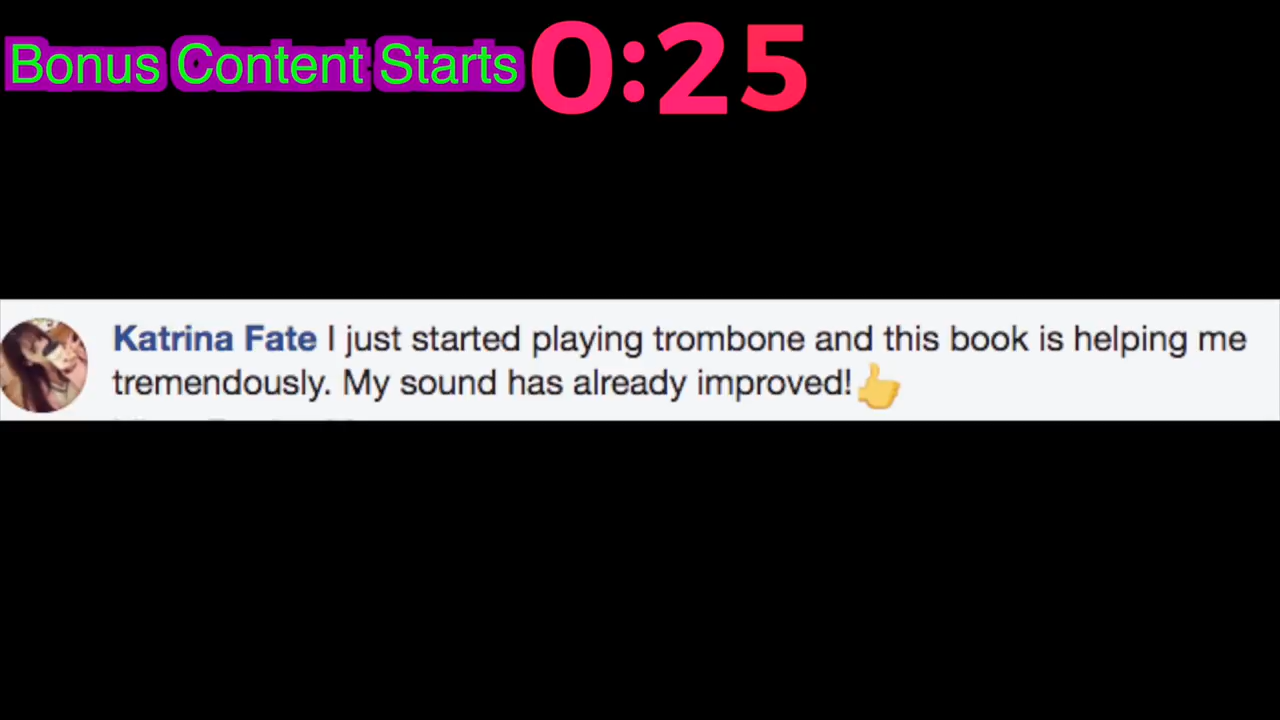 Bonus Content Starts 0:25
Katrina Fate I just started playing trombone and this book is helping me
tremendously. My sound has already improved!👍